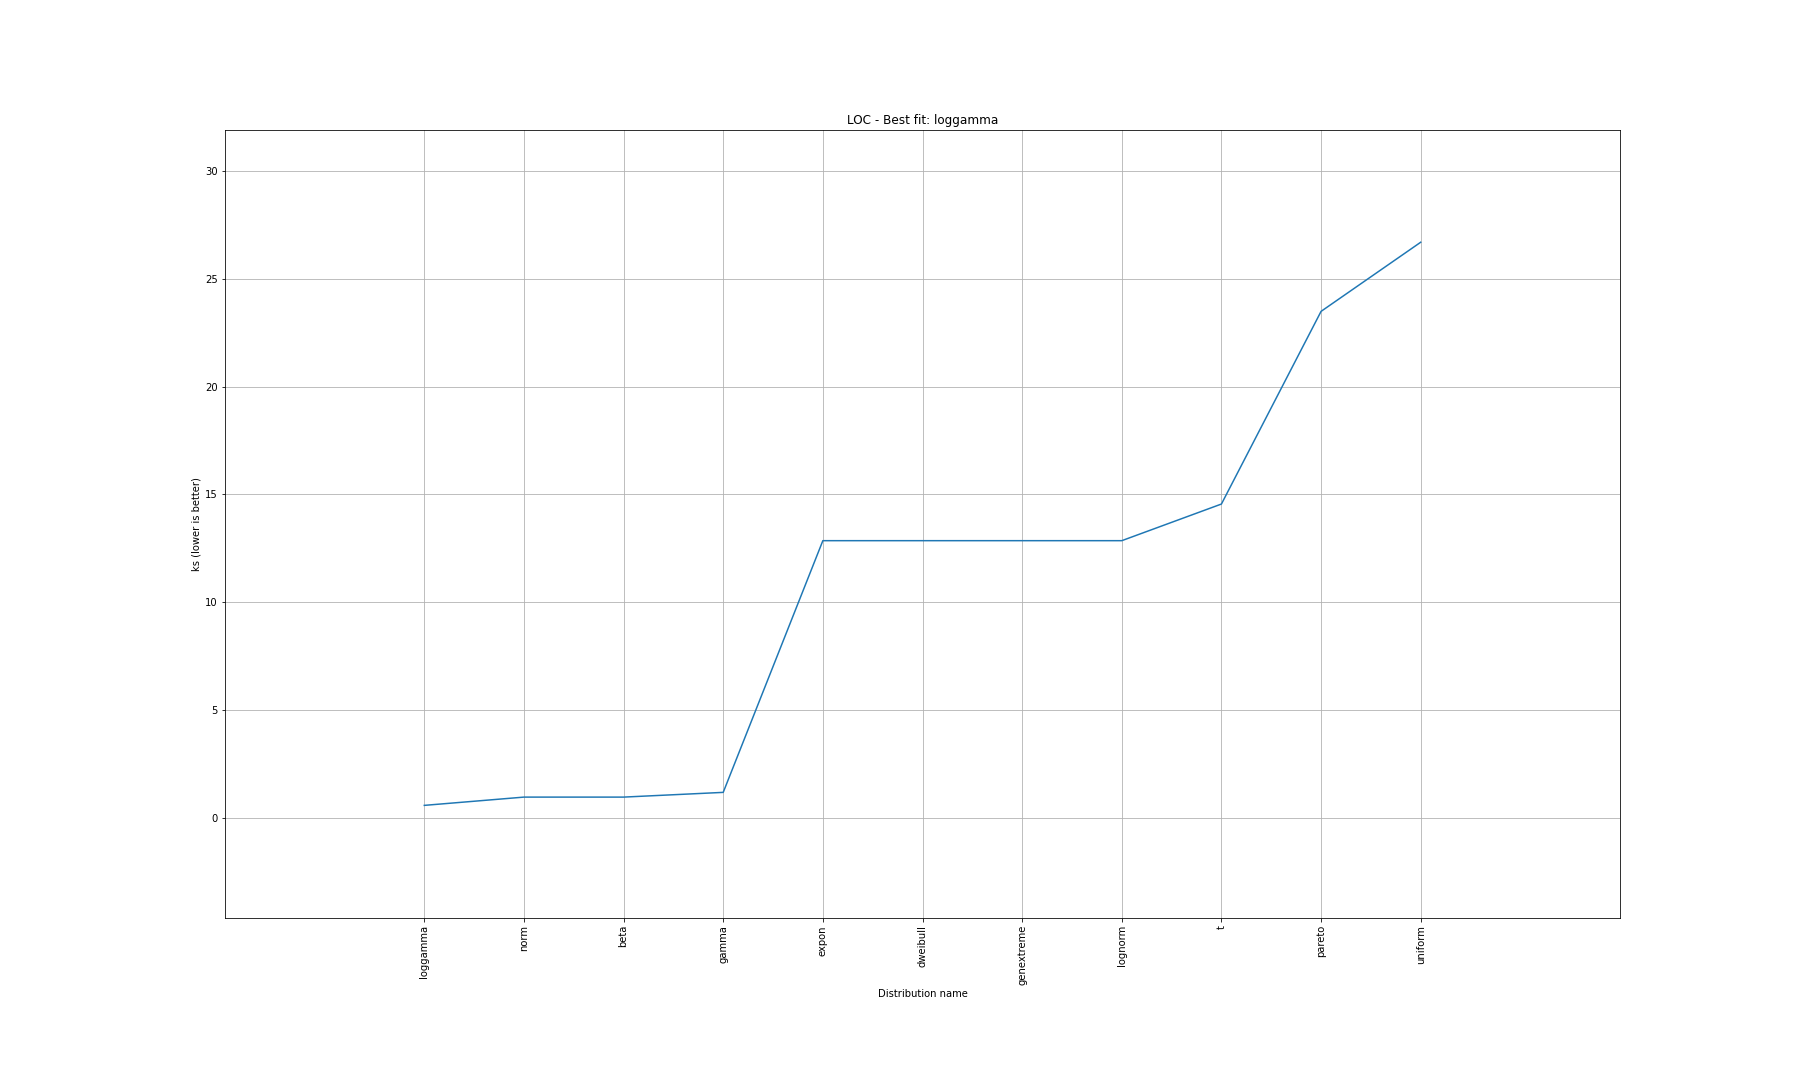 LOC - Best fit: loggamma
30
25
20
15
10
5
0
ks (lower is better)
loggamma
norm
beta
gamma
expon
dweibull
genextreme
lognorm
t
pareto
uniform
Distribution name